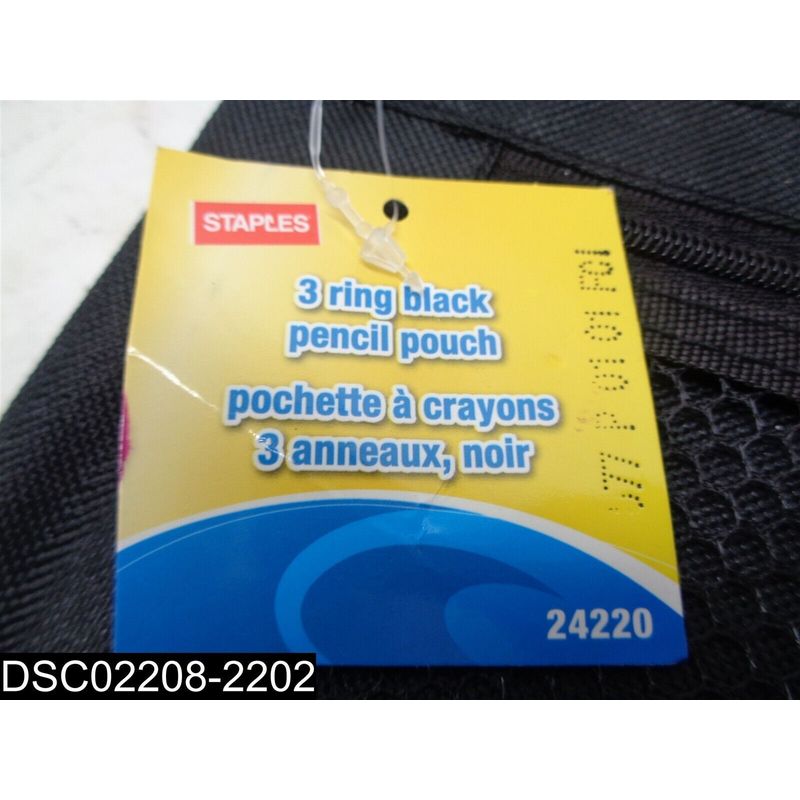 STAPLES
3 ring black
pencil pouch
pochette à crayons
3 anneaux, noir
24220
DSC02208-2202